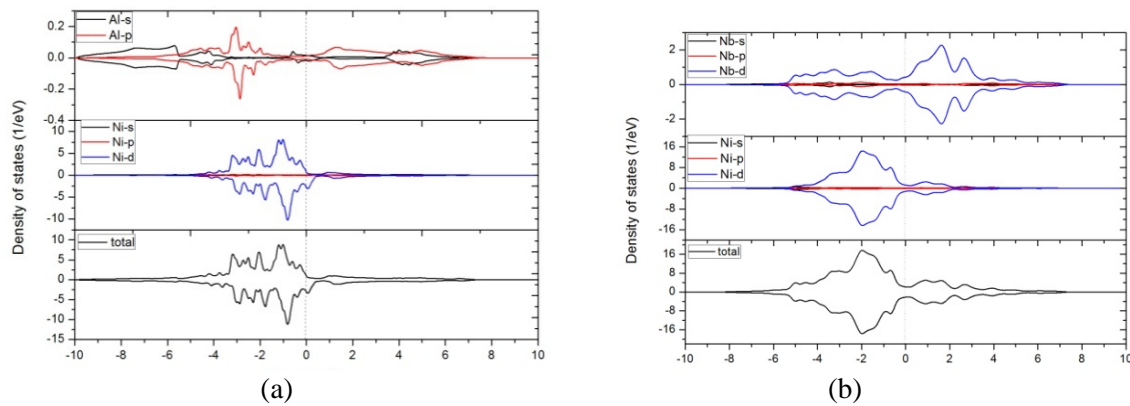 Al-s
Al-p
0.2
0.0
-0.2
-0.4
Ni-s
Ni-p
Ni-d
10
5
0
-5
-10
total
10
5
0
-5
-10
-15
-10 -8 -6 -4 -2 0 2 4 6 8 10
Density of states (1/eV)
(a)
Nb-s
Nb-p
Nb-d
2
0
-2
Ni-s
Ni-p
Ni-d
16
8
0
-8
-16
total
16
8
0
-8
-16
-10 -8 -6 -4 -2 0 2 4 6 8 10
Density of states (1/eV)
(b)